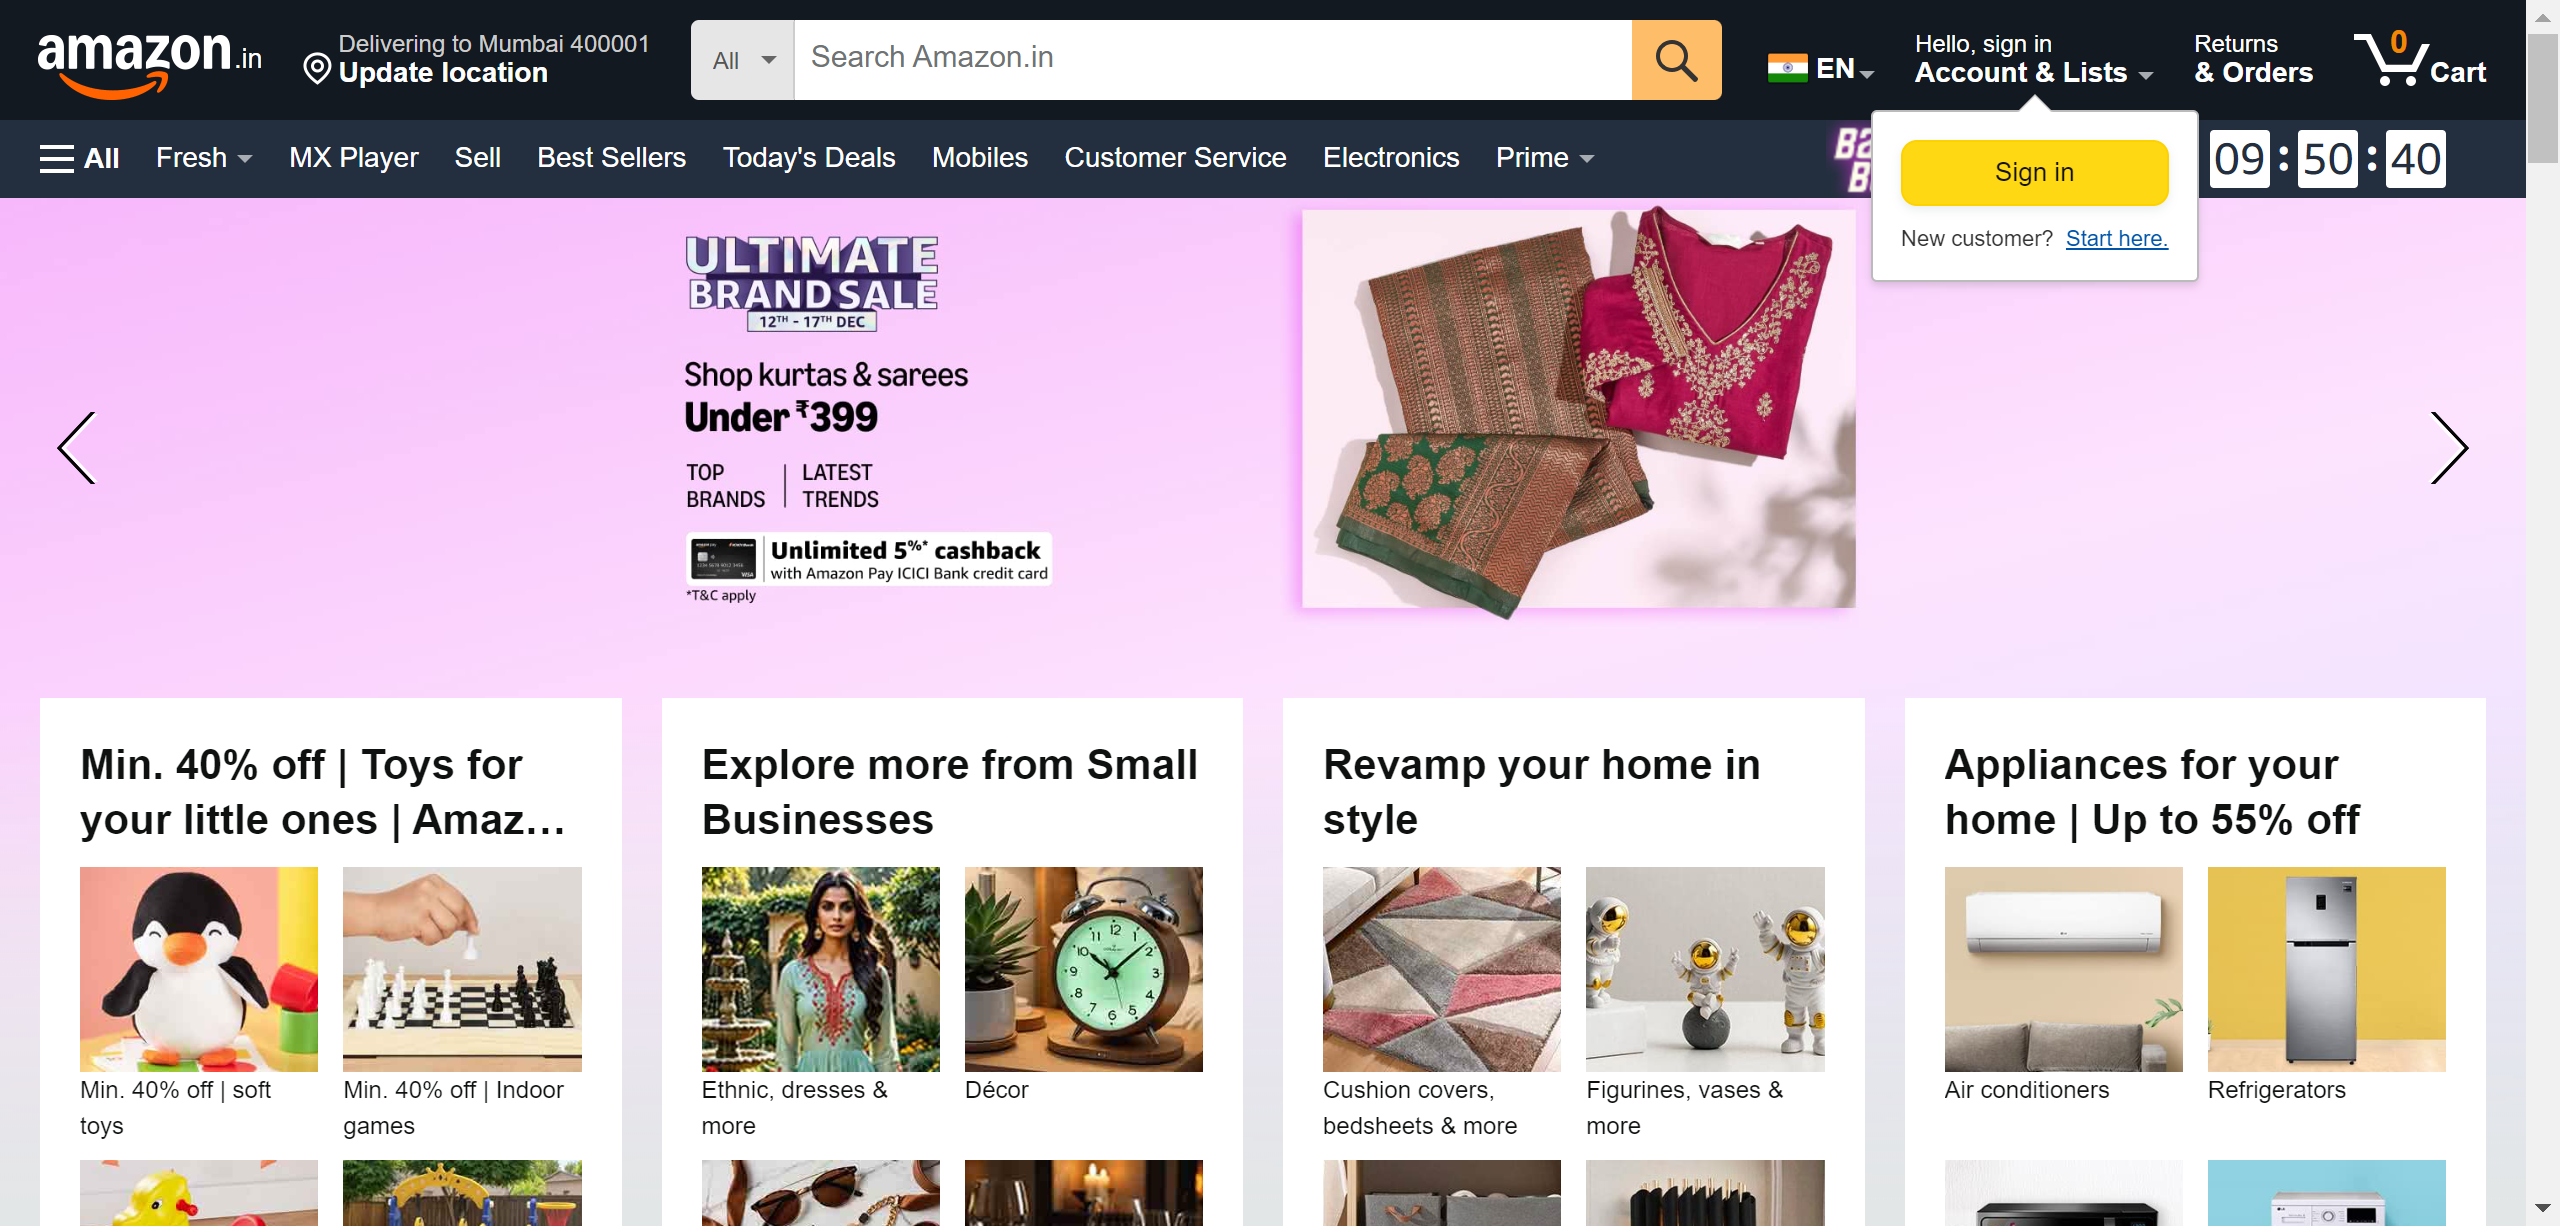 amazon.in
Delivering to Mumbai 400001
Update location
All
Search Amazon.in
EN
Hello, sign in
Account & Lists
Returns
& Orders
0
Cart
All
Fresh
MX Player
Sell
Best Sellers
Today's Deals
Mobiles
Customer Service
Electronics
Prime
09 : 50 : 40
Sign in
New customer? Start here.
ULTIMATE
BRAND SALE
12TH - 17TH DEC
Shop kurtas & sarees
Under ₹399
TOP
BRANDS
LATEST
TRENDS
Unlimited 5%* cashback
with Amazon Pay ICICI Bank credit card
*T&C apply
Min. 40% off | Toys for
your little ones | Amaz…
Min. 40% off | soft
toys
Min. 40% off | Indoor
games
Explore more from Small
Businesses
Ethnic, dresses &
more
Décor
Revamp your home in
style
Cushion covers,
bedsheets & more
Figurines, vases &
more
Appliances for your
home | Up to 55% off
Air conditioners
Refrigerators